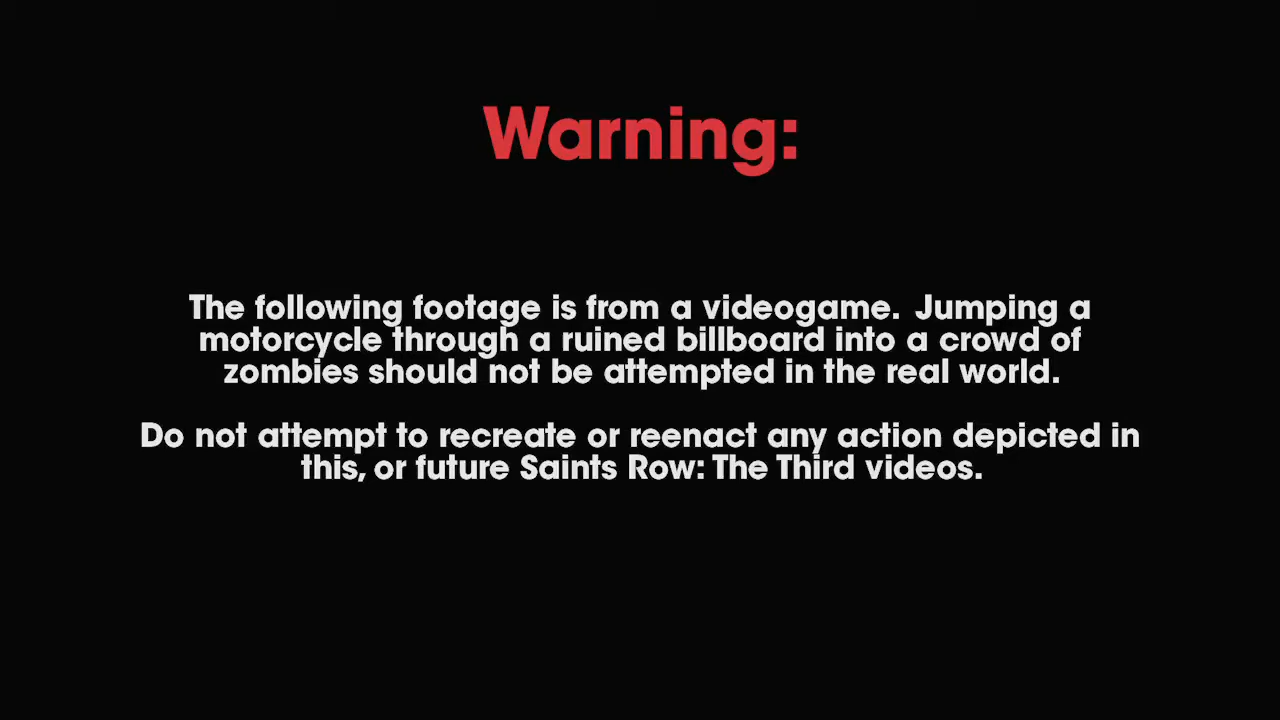 Warning:
The following footage is from a videogame. Jumping a
motorcycle through a ruined billboard into a crowd of
zombies should not be attempted in the real world.
Do not attempt to recreate or reenact any action depicted in
this, or future Saints Row: The Third videos.